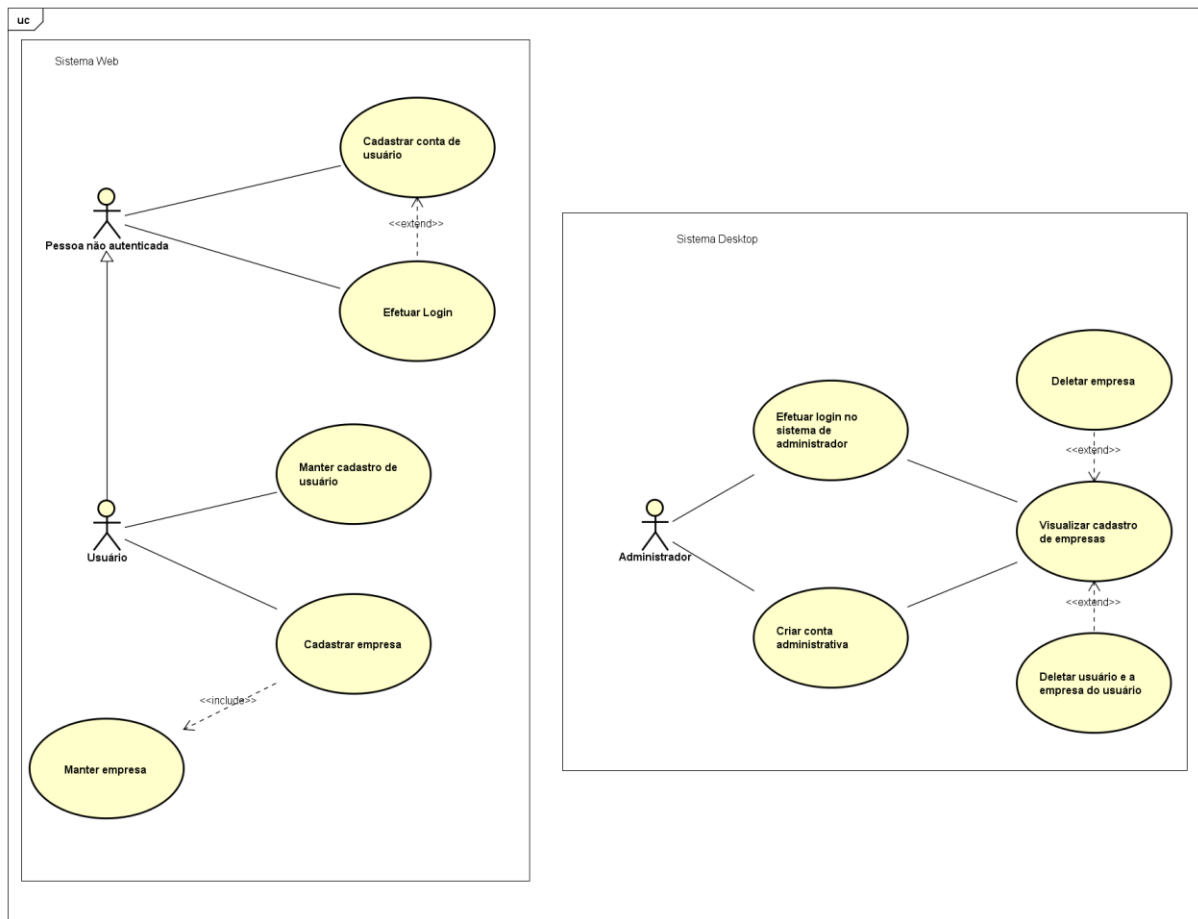 uc
Sistema Web
Cadastrar conta de
usuário
<<extend>>
Pessoa não autenticada
Efetuar Login
Manter cadastro de
usuário
Usuário
Cadastrar empresa
<<include>>
Manter empresa
Sistema Desktop
Deletar empresa
Efetuar login no
sistema de
administrador
<<extend>>
Visualizar cadastro
de empresas
Administrador
<<extend>>
Criar conta
administrativa
Deletar usuário e a
empresa do usuário